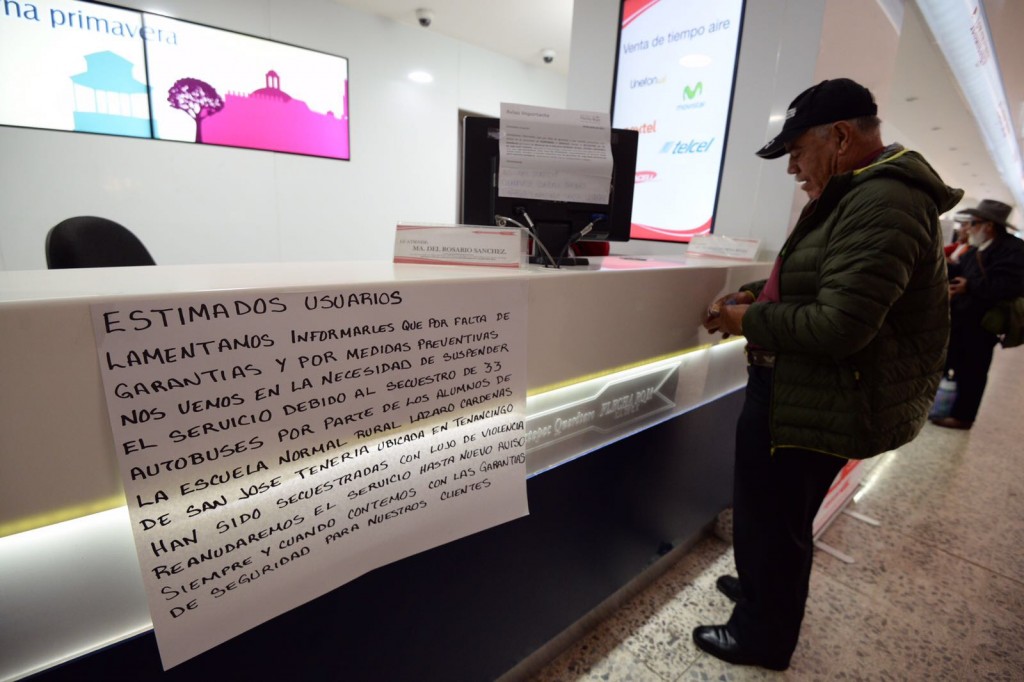 na primavera
Venta de tiempo aire
Unefon
movistar
telcel
MA. DEL ROSARIO SANCHEZ.
ESTIMADOS USUARIOS
LAMENTAMOS INFORMARLES QUE POR FALTA DE
GARANTIAS Y POR MEDIDAS PREVENTIVAS
NOS VEMOS EN LA NECESIDAD DE SUSPENDER
EL SERVICIO DEBIDO AL SECUESTRO DE 33
AUTOBUSES POR PARTE DE LOS ALUMNOS DE
LA ESCUELA NORMAL RURAL LAZARO CARDENAS
DE SAN JOSE TENERIA UBICADA EN TENANCINGO
HAN SIDO SECUESTRADAS CON LUJO DE VIOLENCIA
REANUDAREMOS EL SERVICIO HASTA NUEVO AVISO
SIEMPRE Y CUANDO CONTEMOS CON LAS GARANTIAS
DE SEGURIDAD PARA NUESTROS CLIENTES